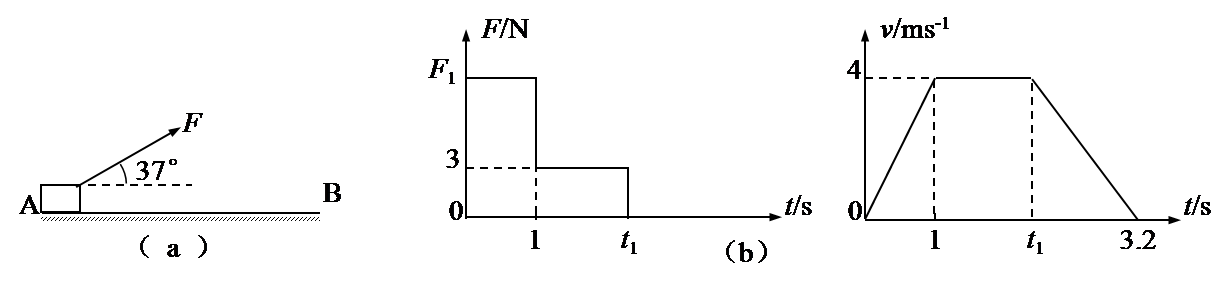 F
37°
A
B
（ a ）
F/N
F₁
3
0
1
t₁
t/s
（b）
v/ms⁻¹
4
0
1
t₁
3.2
t/s